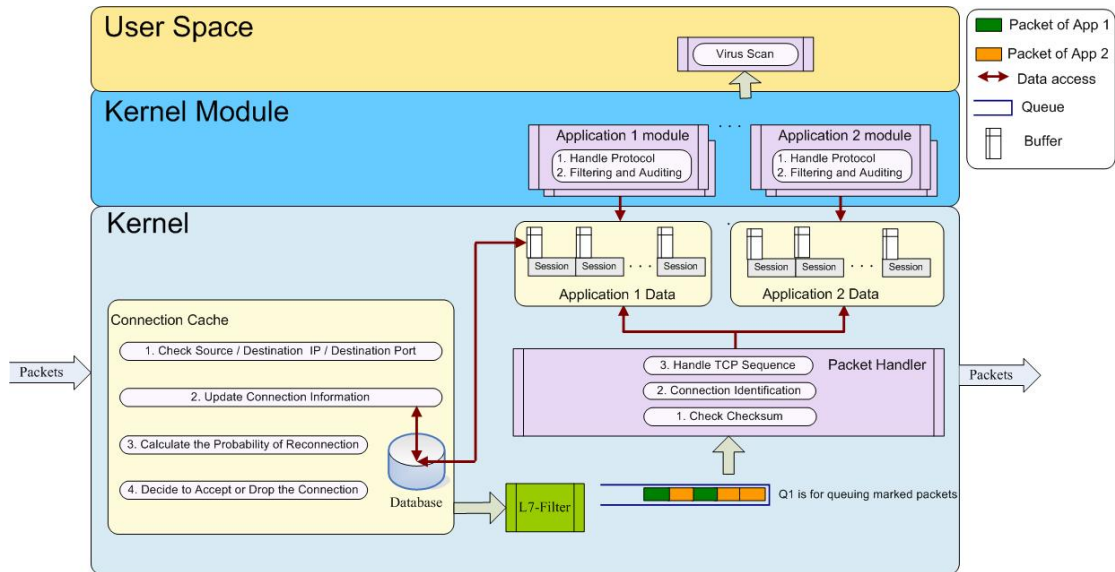 User Space
Virus Scan
Kernel Module
Application 1 module
1. Handle Protocol
2. Filtering and Auditing
. . .
Application 2 module
1. Handle Protocol
2. Filtering and Auditing
Kernel
Session
Session
. . .
Session
Application 1 Data
Session
Session
. . .
Session
Application 2 Data
Connection Cache
1. Check Source / Destination IP / Destination Port
2. Update Connection Information
3. Calculate the Probability of Reconnection
4. Decide to Accept or Drop the Connection
Database
Packets
Packet Handler
3. Handle TCP Sequence
2. Connection Identification
1. Check Checksum
Packets
L7-Filter
Q1 is for queuing marked packets
Packet of App 1
Packet of App 2
Data access
Queue
Buffer